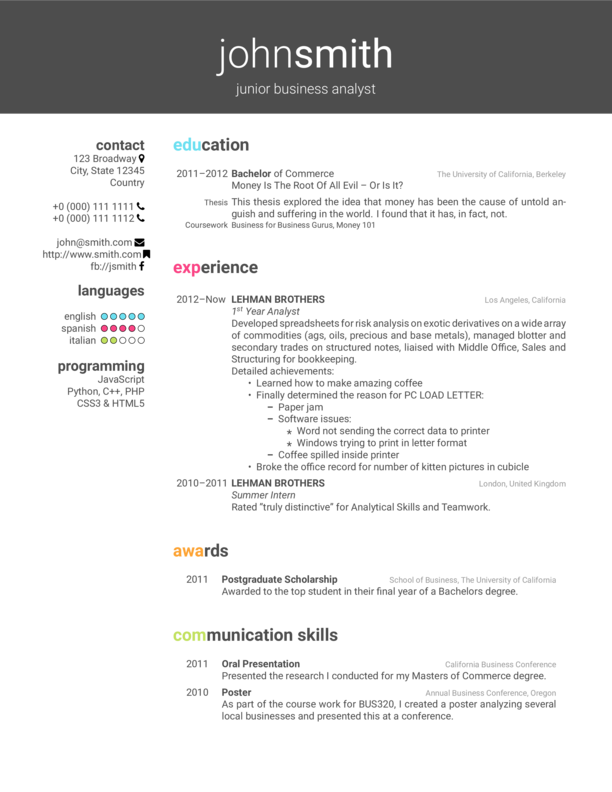 johnsmith
junior business analyst
contact
123 Broadway
City, State 12345
Country
+0 (000) 111 1111
+0 (000) 111 1112
john@smith.com
http://www.smith.com
fb://jsmith
languages
english
spanish
italian
programming
JavaScript
Python, C++, PHP
CSS3 & HTML5
education
2011–2012 Bachelor of Commerce The University of California, Berkeley
Money Is The Root Of All Evil – Or Is It?
Thesis This thesis explored the idea that money has been the cause of untold an-
guish and suffering in the world. I found that it has, in fact, not.
Coursework Business for Business Gurus, Money 101
experience
2012–Now LEHMAN BROTHERS Los Angeles, California
1st Year Analyst
Developed spreadsheets for risk analysis on exotic derivatives on a wide array
of commodities (ags, oils, precious and base metals), managed blotter and
secondary trades on structured notes, liaised with Middle Office, Sales and
Structuring for bookkeeping.
Detailed achievements:
• Learned how to make amazing coffee
• Finally determined the reason for PC LOAD LETTER:
– Paper jam
– Software issues:
* Word not sending the correct data to printer
* Windows trying to print in letter format
– Coffee spilled inside printer
• Broke the office record for number of kitten pictures in cubicle
2010–2011 LEHMAN BROTHERS London, United Kingdom
Summer Intern
Rated “truly distinctive” for Analytical Skills and Teamwork.
awards
2011 Postgraduate Scholarship School of Business, The University of California
Awarded to the top student in their final year of a Bachelors degree.
communication skills
2011 Oral Presentation California Business Conference
Presented the research I conducted for my Masters of Commerce degree.
2010 Poster Annual Business Conference, Oregon
As part of the course work for BUS320, I created a poster analyzing several
local businesses and presented this at a conference.